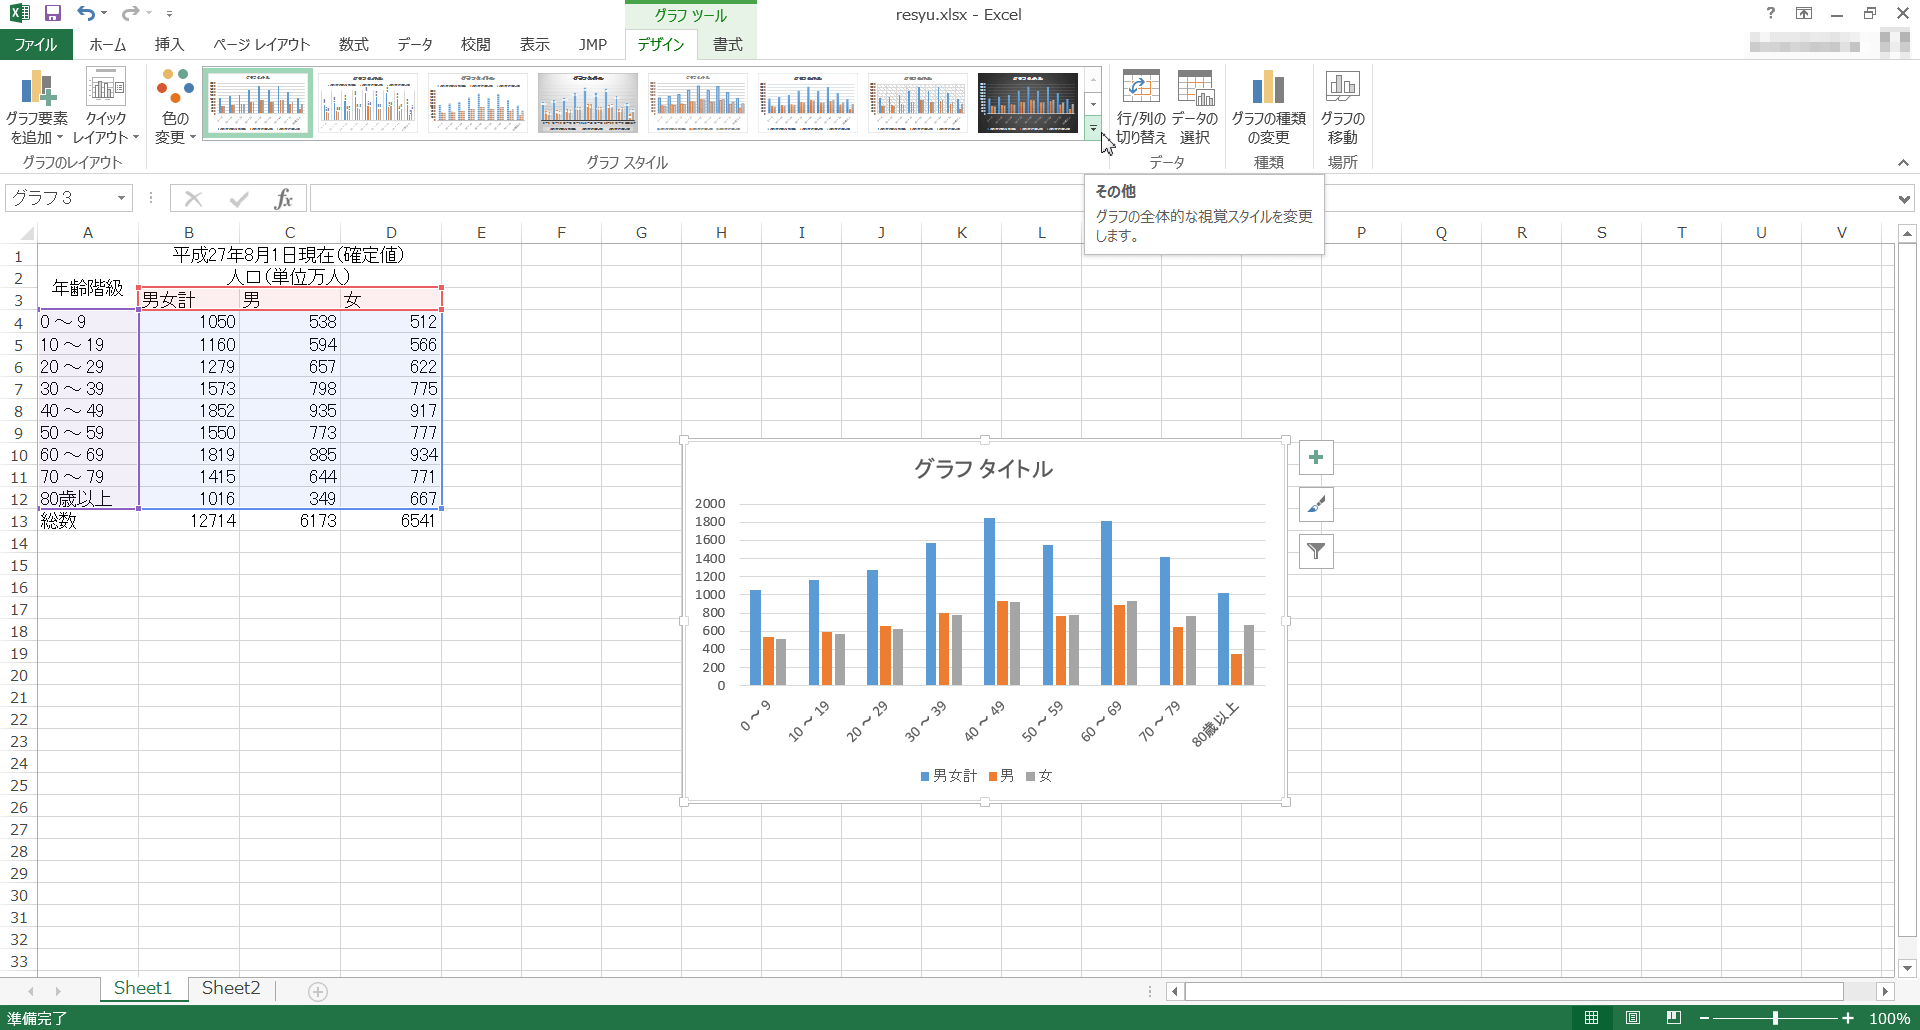 resyu.xlsx - Excel
グラフ ツール
?
ファイル ホーム 挿入 ページ レイアウト 数式 データ 校閲 表示 JMP デザイン 書式
グラフ要素を追加
クイック レイアウト
色の変更
行/列の切り替え
データの選択
グラフの種類の変更
グラフの移動
グラフのレイアウト グラフ スタイル データ 種類 場所
グラフ 3
fx
その他
グラフの全体的な視覚スタイルを変更
します。
A B C D E F G H I J K L P Q R S T U V
1 平成27年8月1日現在(確定値)
2 人口(単位万人)
年齢階級
3 男女計 男 女
4 0 ～ 9 1050 538 512
5 10 ～ 19 1160 594 566
6 20 ～ 29 1279 657 622
7 30 ～ 39 1573 798 775
8 40 ～ 49 1852 935 917
9 50 ～ 59 1550 773 777
10 60 ～ 69 1819 885 934
11 70 ～ 79 1415 644 771
12 80歳以上 1016 349 667
13 総数 12714 6173 6541
14
15
16
17
18
19
20
21
22
23
24
25
26
27
28
29
30
31
32
33
グラフ タイトル
2000
1800
1600
1400
1200
1000
800
600
400
200
0
0 ～ 9
10 ～ 19
20 ～ 29
30 ～ 39
40 ～ 49
50 ～ 59
60 ～ 69
70 ～ 79
80歳以上
男女計 男 女
Sheet1 Sheet2
準備完了
100%